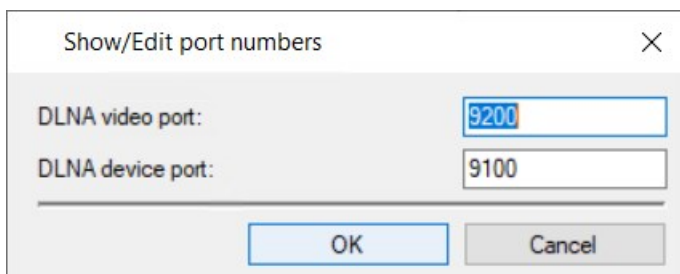 Show/Edit port numbers
DLNA video port: 9200
DLNA device port: 9100
OK Cancel